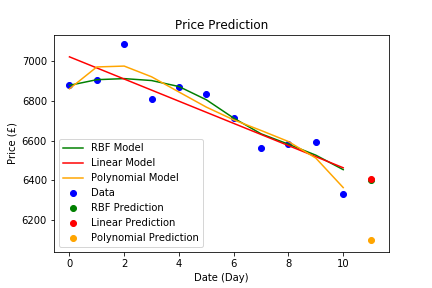 Price Prediction
7000
6800
6600
6400
6200
Price (£)
RBF Model
Linear Model
Polynomial Model
Data
RBF Prediction
Linear Prediction
Polynomial Prediction
0 2 4 6 8 10
Date (Day)